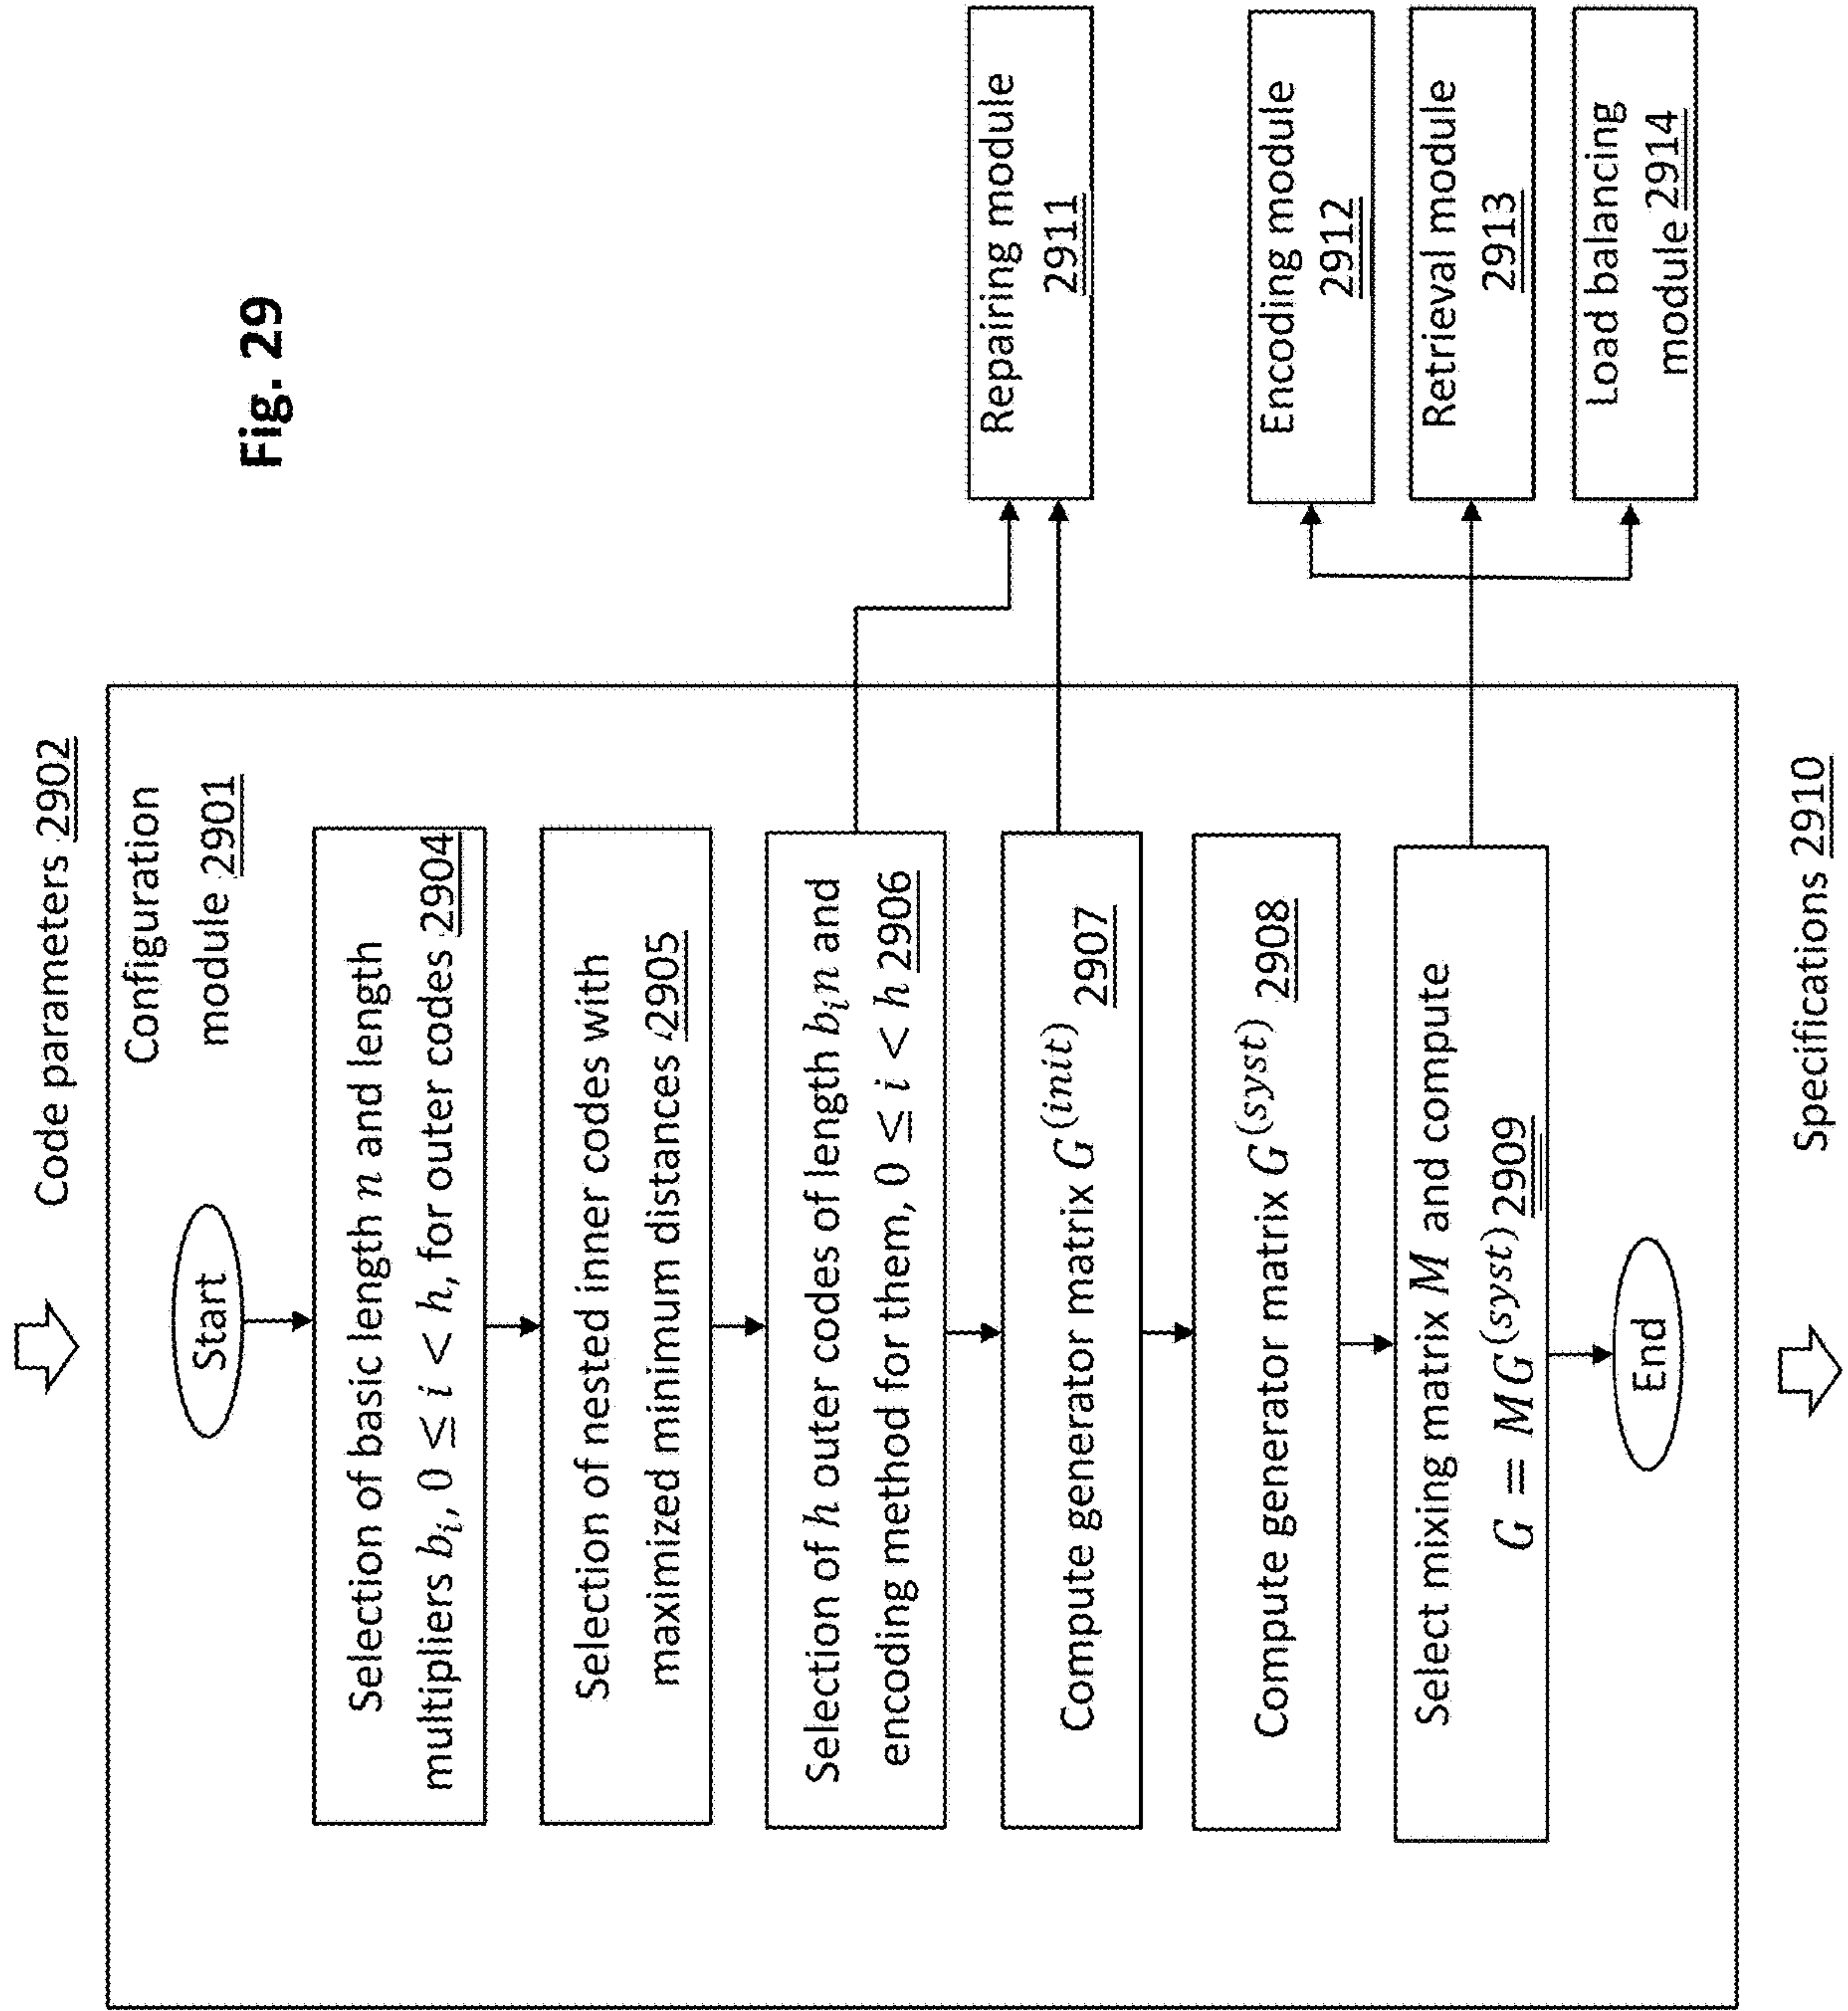 Fig. 29
Code parameters 2902
Configuration
module 2901
Start
Selection of basic length n and length
multipliers bᵢ, 0 ≤ i < h, for outer codes 2904
Selection of nested inner codes with
maximized minimum distances 2905
Selection of h outer codes of length bᵢn and
encoding method for them, 0 ≤ i < h 2906
Compute generator matrix G⁽ⁱⁿⁱᵗ⁾
2907
Compute generator matrix G⁽ˢʸˢᵗ⁾ 2908
Select mixing matrix M and compute
G = MG⁽ˢʸˢᵗ⁾ 2909
End
Specifications 2910
Repairing module
2911
Encoding module
2912
Retrieval module
2913
Load balancing
module 2914